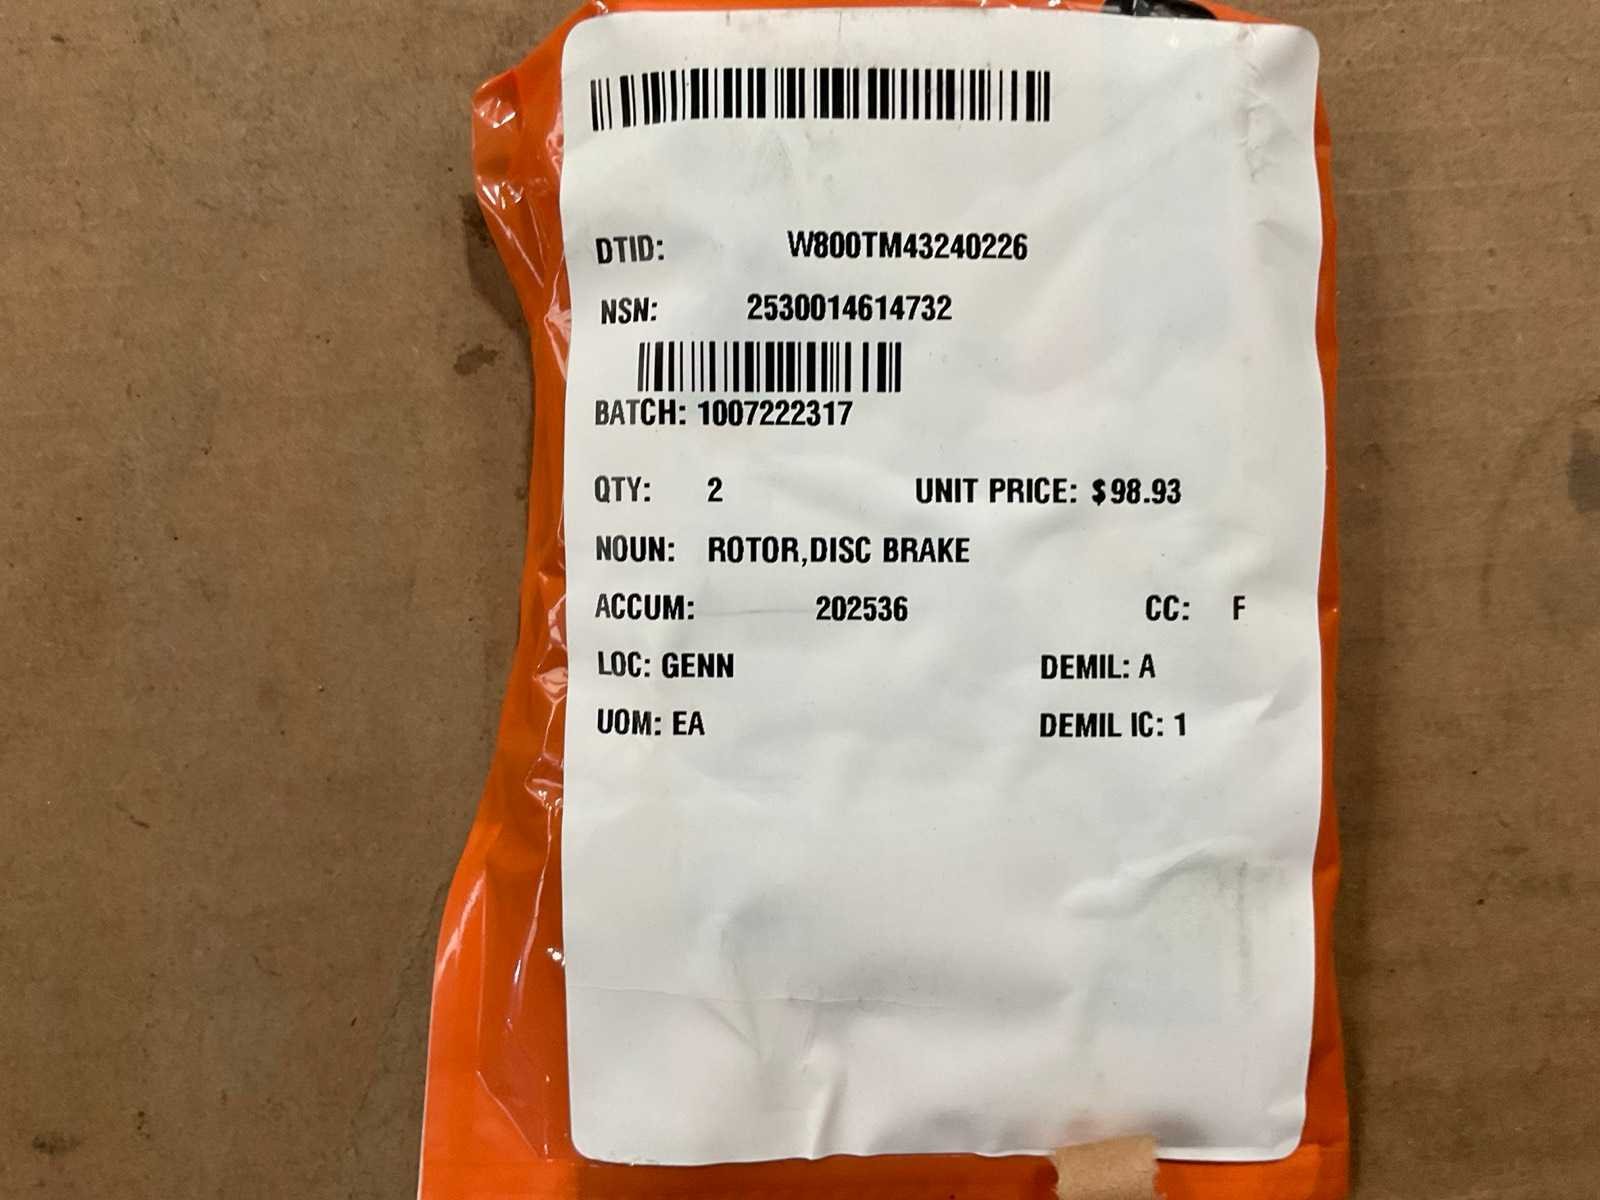 DTID: W800TM43240226
NSN: 2530014614732
BATCH: 1007222317
QTY: 2 UNIT PRICE: $98.93
NOUN: ROTOR,DISC BRAKE
ACCUM: 202536 CC: F
LOC: GENN DEMIL: A
UOM: EA DEMIL IC: 1